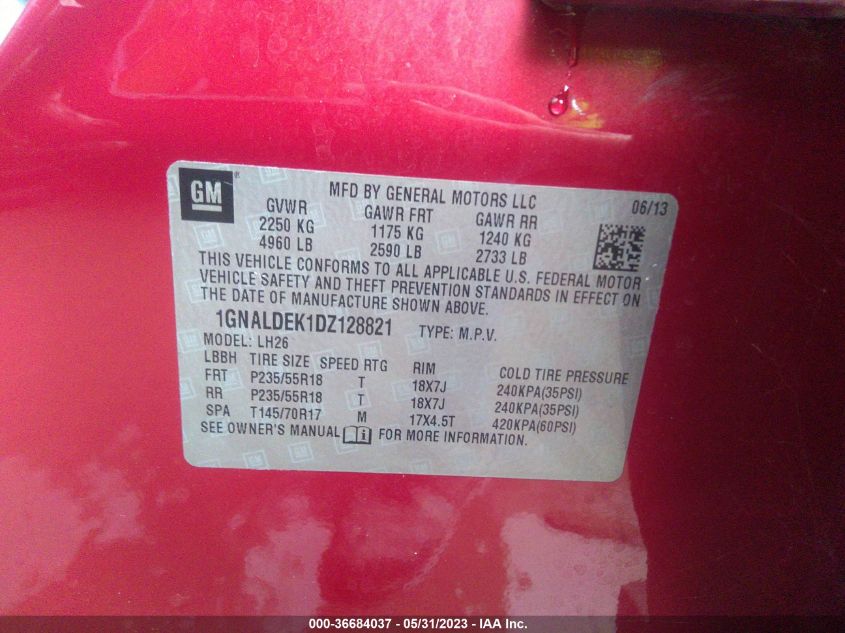 GM
MFD BY GENERAL MOTORS LLC
06/13
GVWR GAWR FRT GAWR RR
2250 KG 1175 KG 1240 KG
4960 LB 2590 LB 2733 LB
THIS VEHICLE CONFORMS TO ALL APPLICABLE U.S. FEDERAL MOTOR
VEHICLE SAFETY AND THEFT PREVENTION STANDARDS IN EFFECT ON
THE DATE OF MANUFACTURE SHOWN ABOVE.
1GNALDEK1DZ128821 TYPE: M.P.V.
MODEL: LH26
LBBH TIRE SIZE SPEED RTG RIM COLD TIRE PRESSURE
FRT P235/55R18 T 18X7J 240KPA(35PSI)
RR P235/55R18 T 18X7J 240KPA(35PSI)
SPA T145/70R17 M 17X4.5T 420KPA(60PSI)
SEE OWNER'S MANUAL FOR MORE INFORMATION.
000-36684037 - 05/31/2023 - IAA Inc.